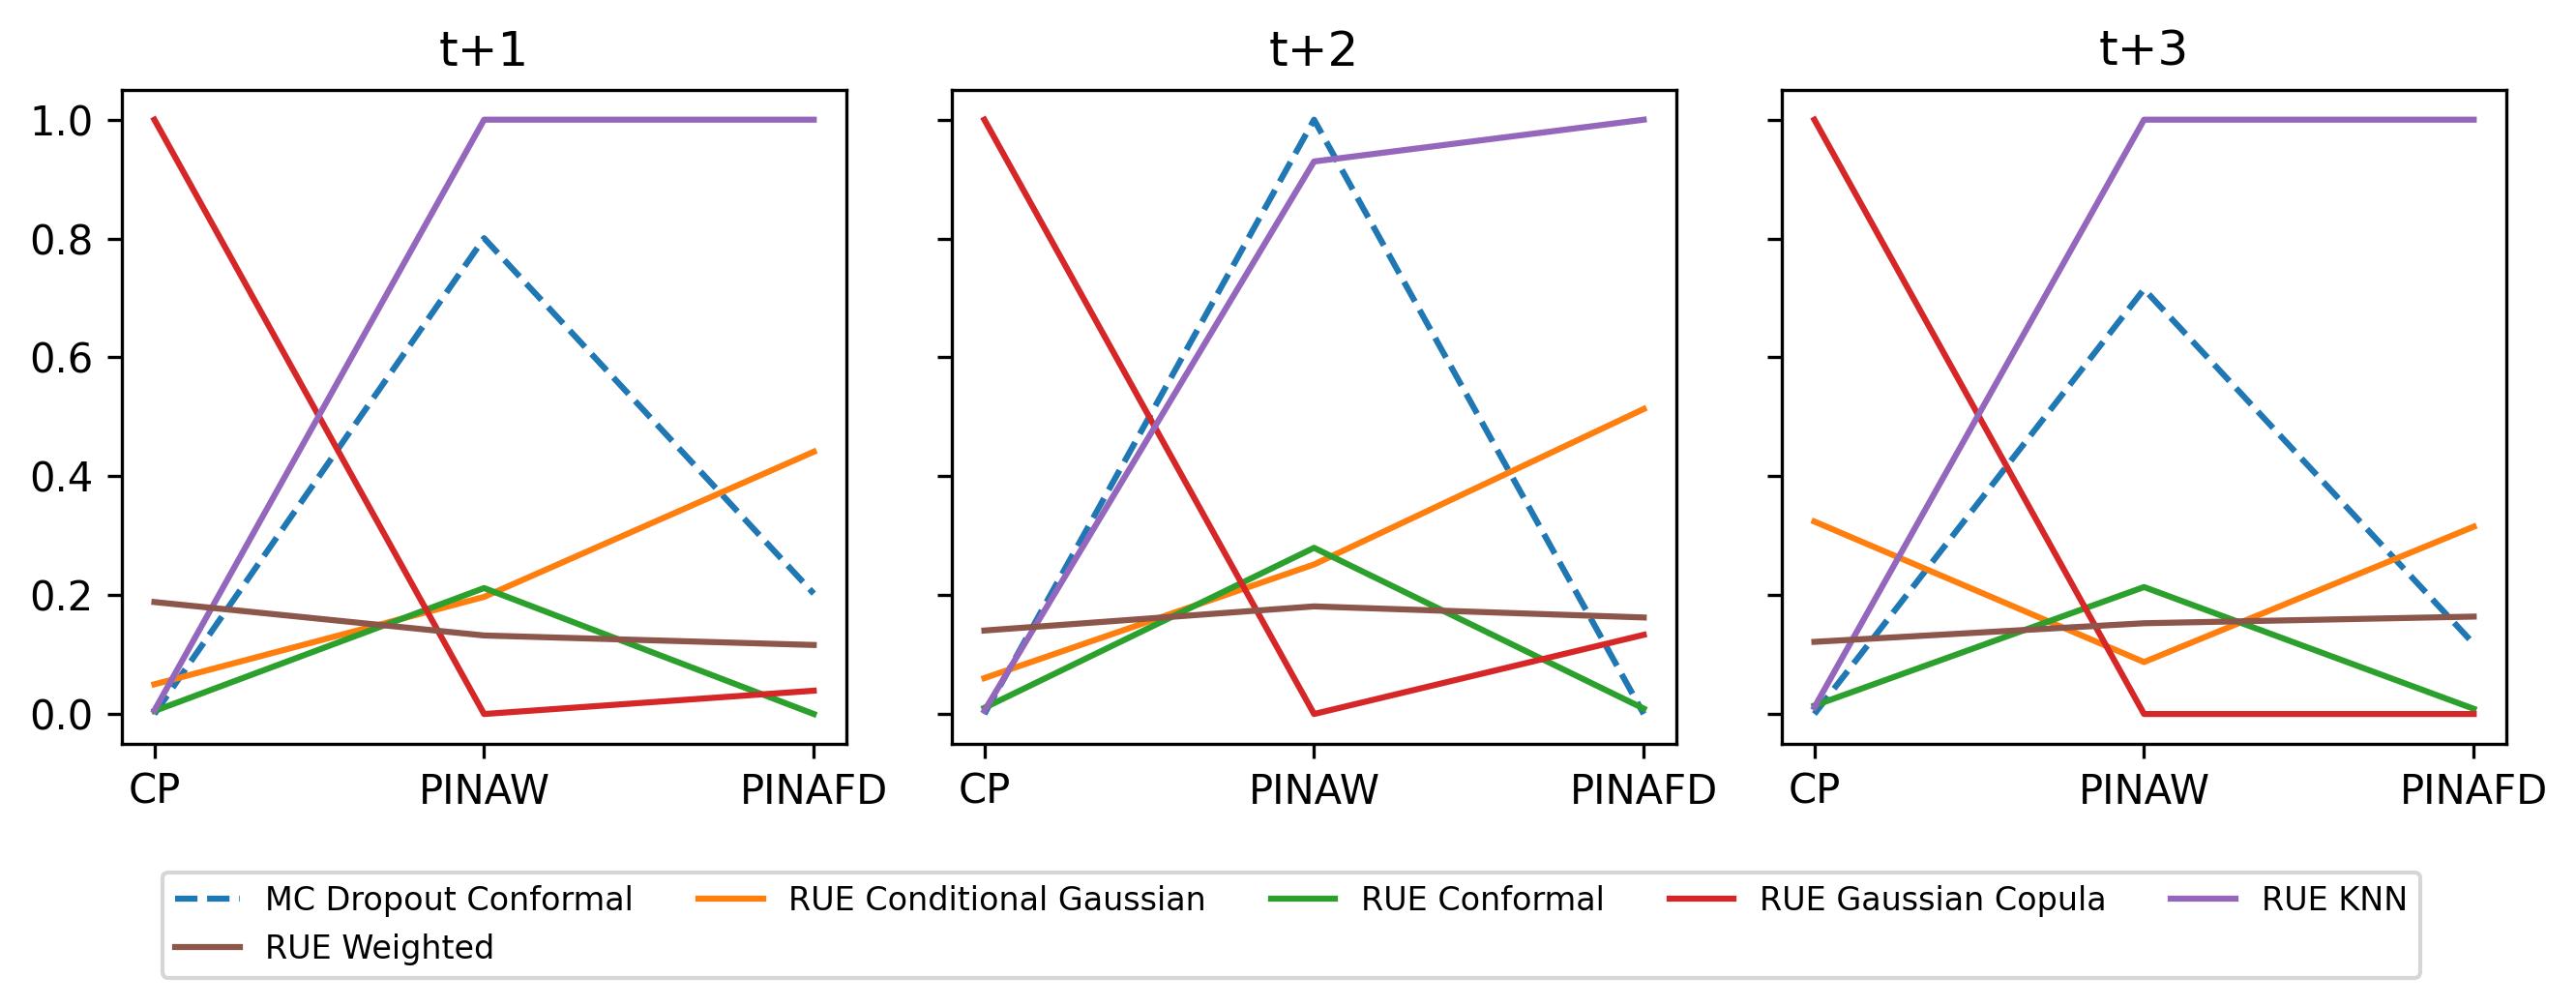 t+1 t+2 t+3
1.0
0.8
0.6
0.4
0.2
0.0
CP PINAW PINAFD CP PINAW PINAFD CP PINAW PINAFD
MC Dropout Conformal RUE Conditional Gaussian RUE Conformal RUE Gaussian Copula RUE KNN
RUE Weighted